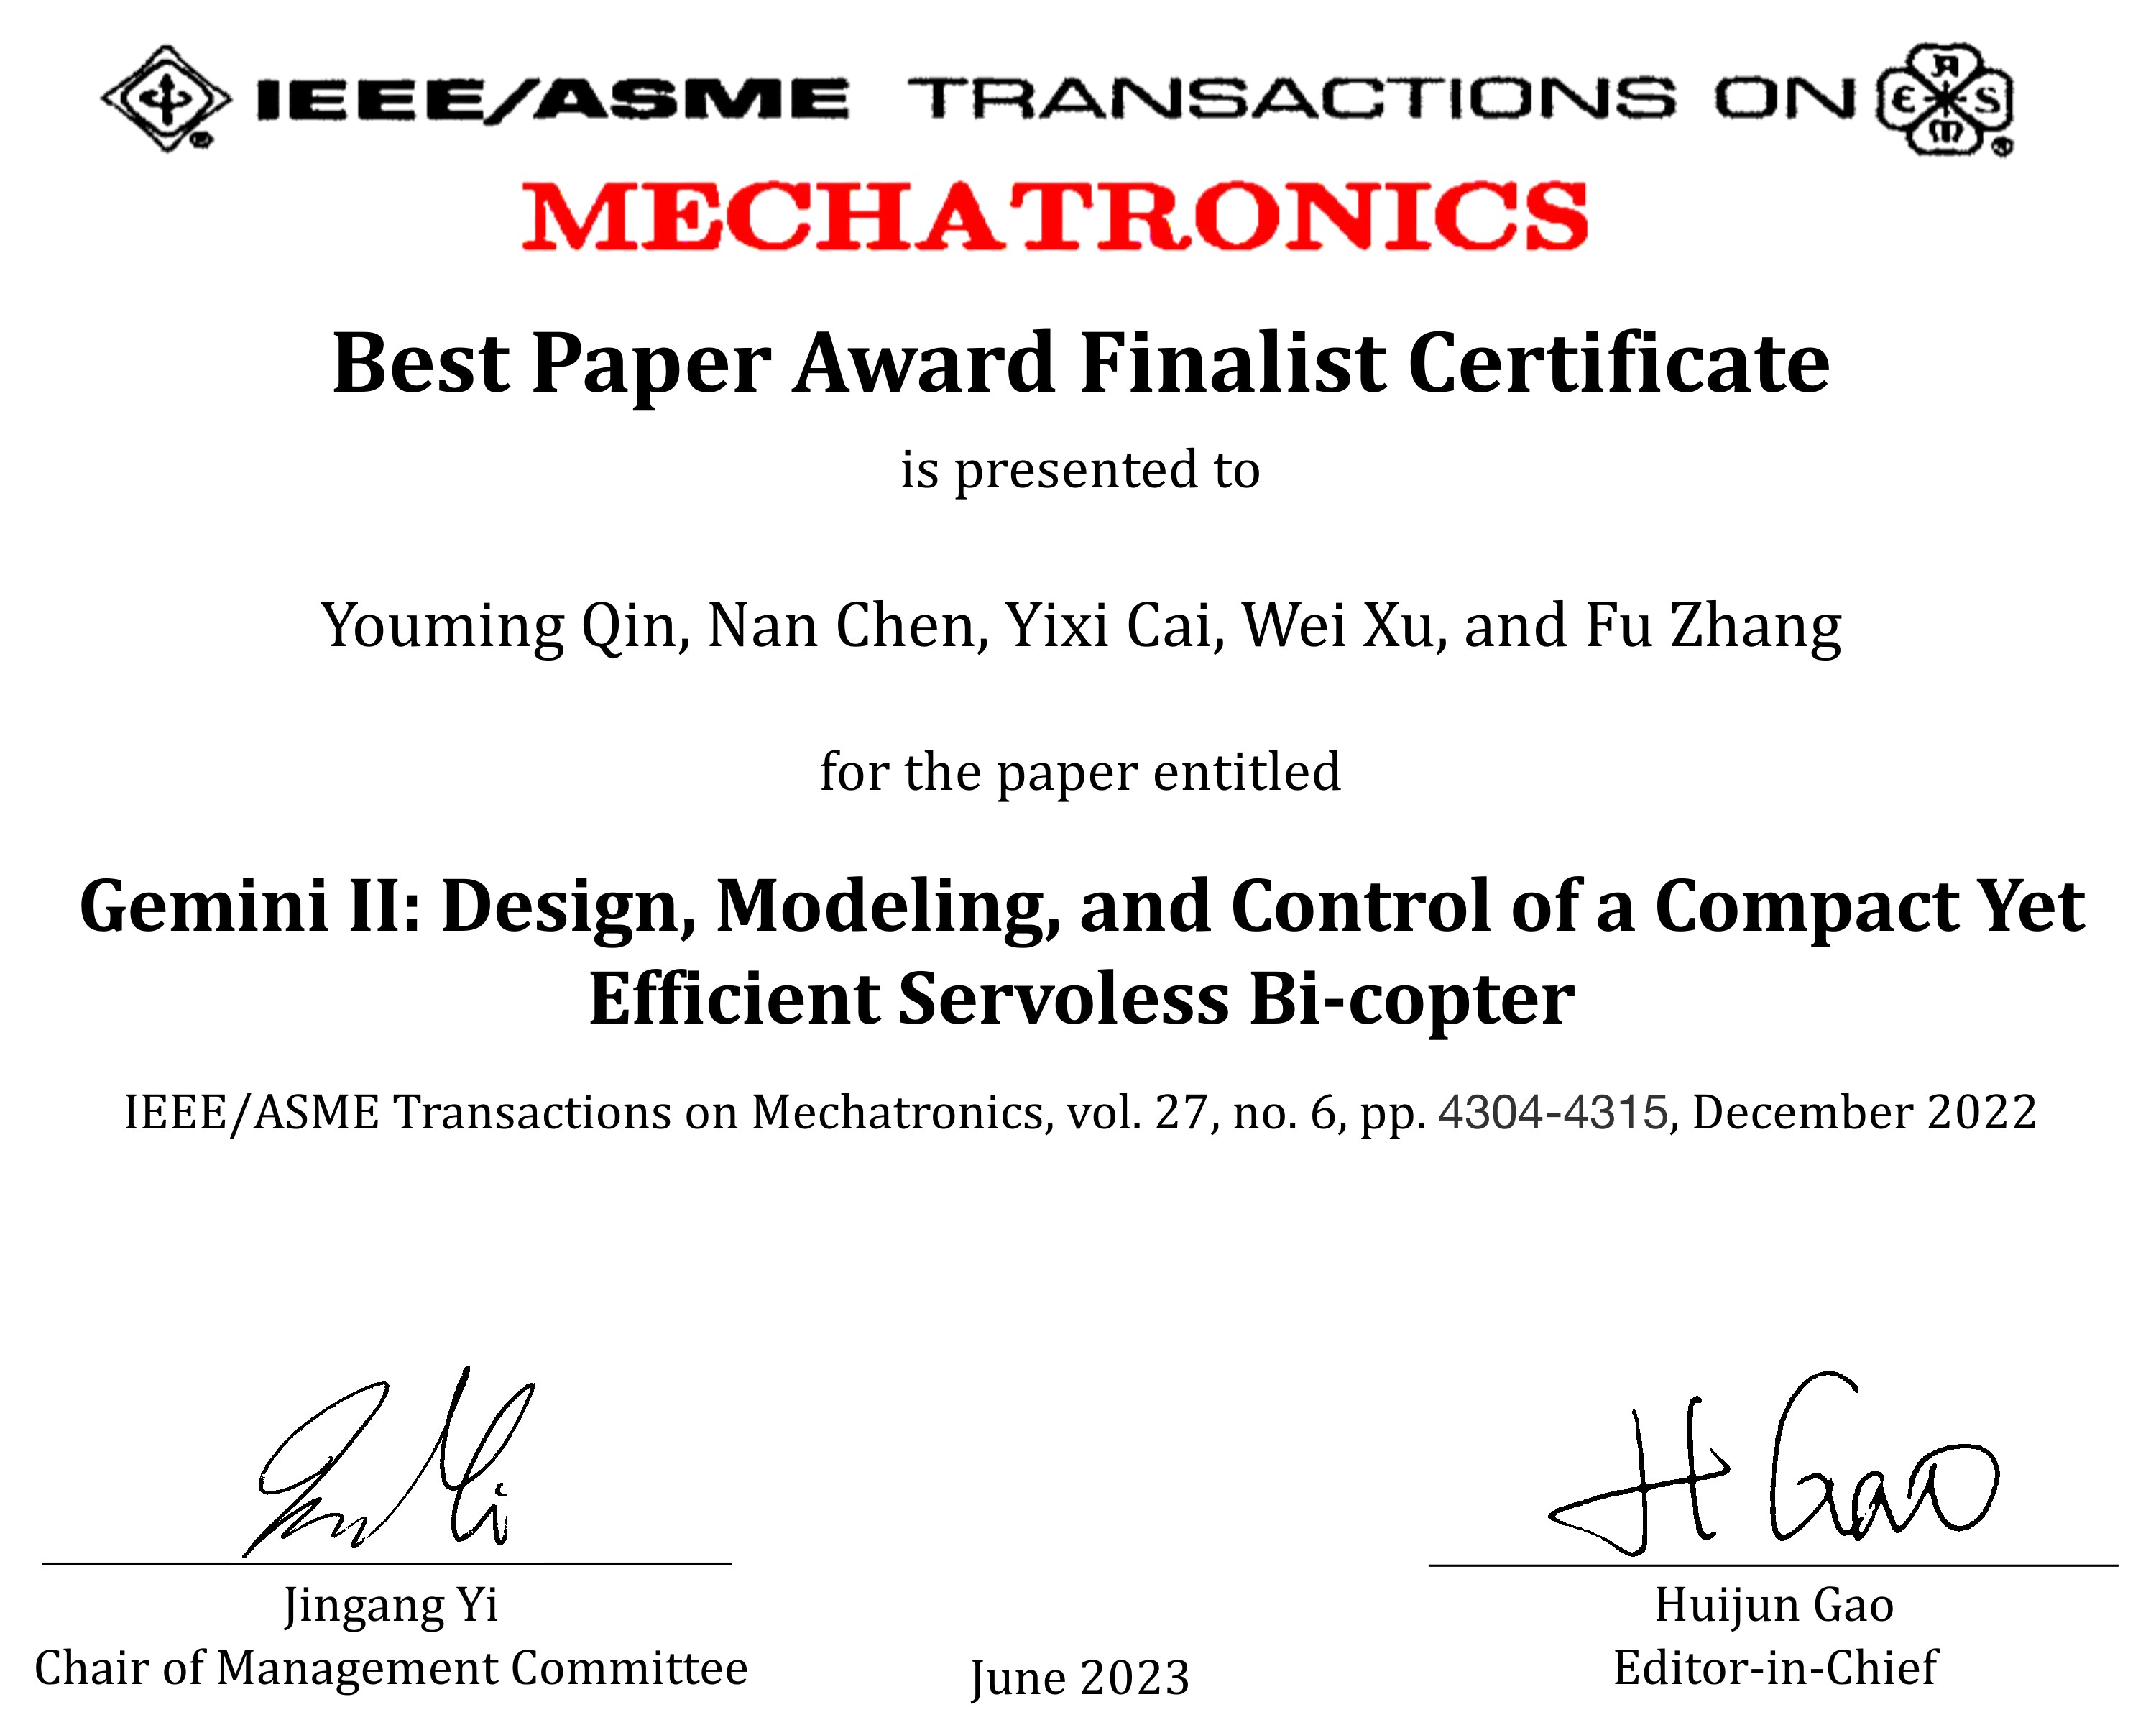 IEEE/ASME TRANSACTIONS ON
A
E S
M
MECHATRONICS
Best Paper Award Finalist Certificate
is presented to
Youming Qin, Nan Chen, Yixi Cai, Wei Xu, and Fu Zhang
for the paper entitled
Gemini II: Design, Modeling, and Control of a Compact Yet
Efficient Servoless Bi-copter
IEEE/ASME Transactions on Mechatronics, vol. 27, no. 6, pp. 4304-4315, December 2022
H Gao
Jingang Yi
Huijun Gao
Chair of Management Committee
June 2023
Editor-in-Chief